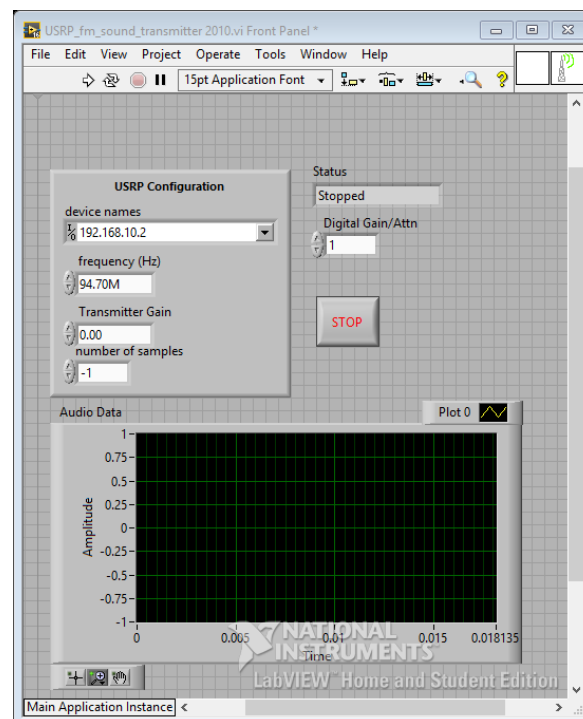 USRP_fm_sound_transmitter 2010.vi Front Panel *
File Edit View Project Operate Tools Window Help
15pt Application Font
USRP Configuration
device names
192.168.10.2
frequency (Hz)
94.70M
Transmitter Gain
0.00
number of samples
-1
Status
Stopped
Digital Gain/Attn
1
STOP
Audio Data
Plot 0
Amplitude
1
0.75
0.5
0.25
0
-0.25
-0.5
-0.75
-1
0 0.005 0.01 0.015 0.018135
Time
NATIONAL
INSTRUMENTS™
LabVIEW™ Home and Student Edition
Main Application Instance